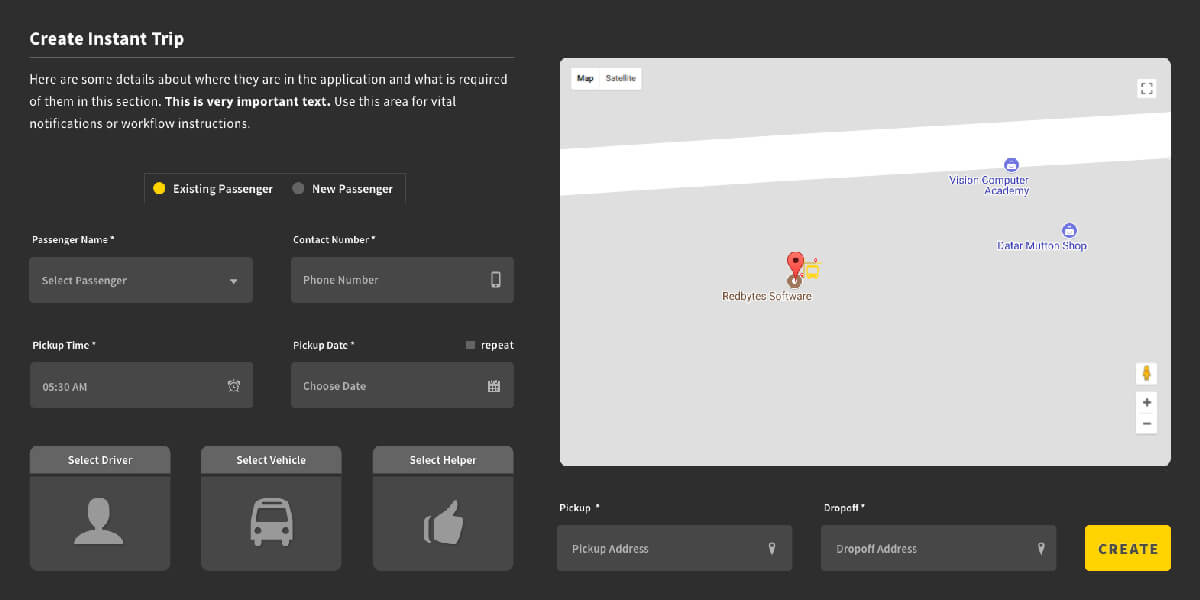 Create Instant Trip
Here are some details about where they are in the application and what is required
of them in this section. This is very important text. Use this area for vital
notifications or workflow instructions.
Existing Passenger New Passenger
Passenger Name *
Contact Number *
Select Passenger
Phone Number
Pickup Time *
Pickup Date *
repeat
05:30 AM
Choose Date
Select Driver
Select Vehicle
Select Helper
Map Satellite
Vision Computer
Academy
Datar Mutton Shop
Redbytes Software
+
−
Pickup *
Dropoff *
Pickup Address
Dropoff Address
CREATE